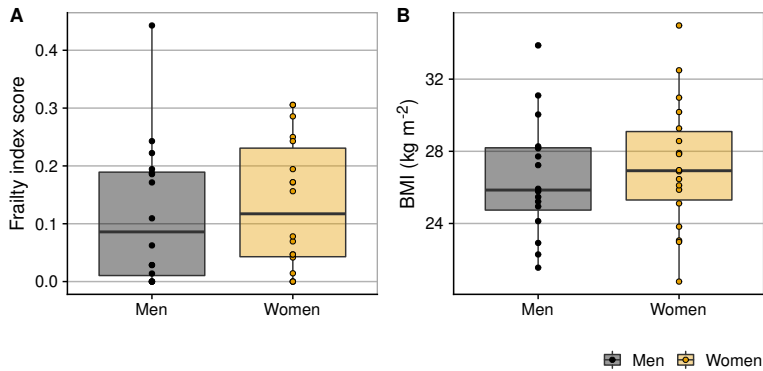 A
B
Frailty index score
0.4
0.3
0.2
0.1
0.0
Men Women
BMI (kg m-2)
32
28
24
Men Women
Men Women